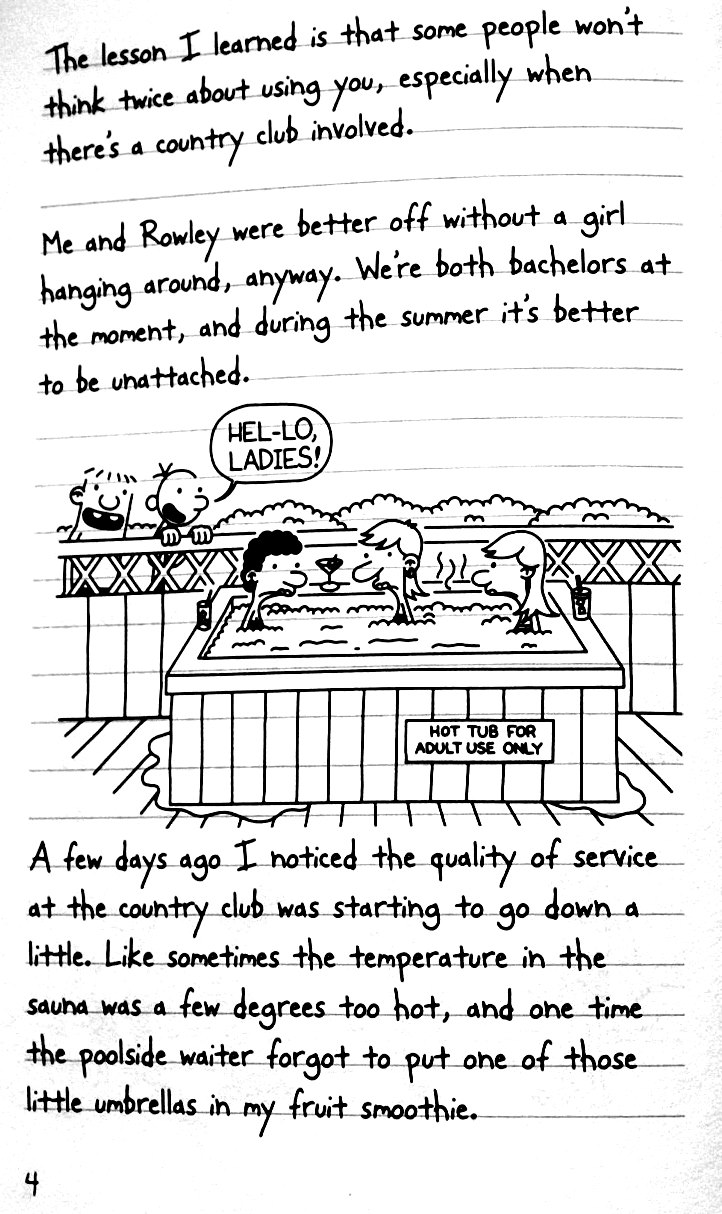 The lesson I learned is that some people won't
think twice about using you, especially when
there's a country club involved.
Me and Rowley were better off without a girl
hanging around, anyway. We're both bachelors at
the moment, and during the summer it's better
to be unattached.
HEL-LO,
LADIES!
HOT TUB FOR
ADULT USE ONLY
A few days ago I noticed the quality of service
at the country club was starting to go down a
little. Like sometimes the temperature in the
sauna was a few degrees too hot, and one time
the poolside waiter forgot to put one of those
little umbrellas in my fruit smoothie.
4